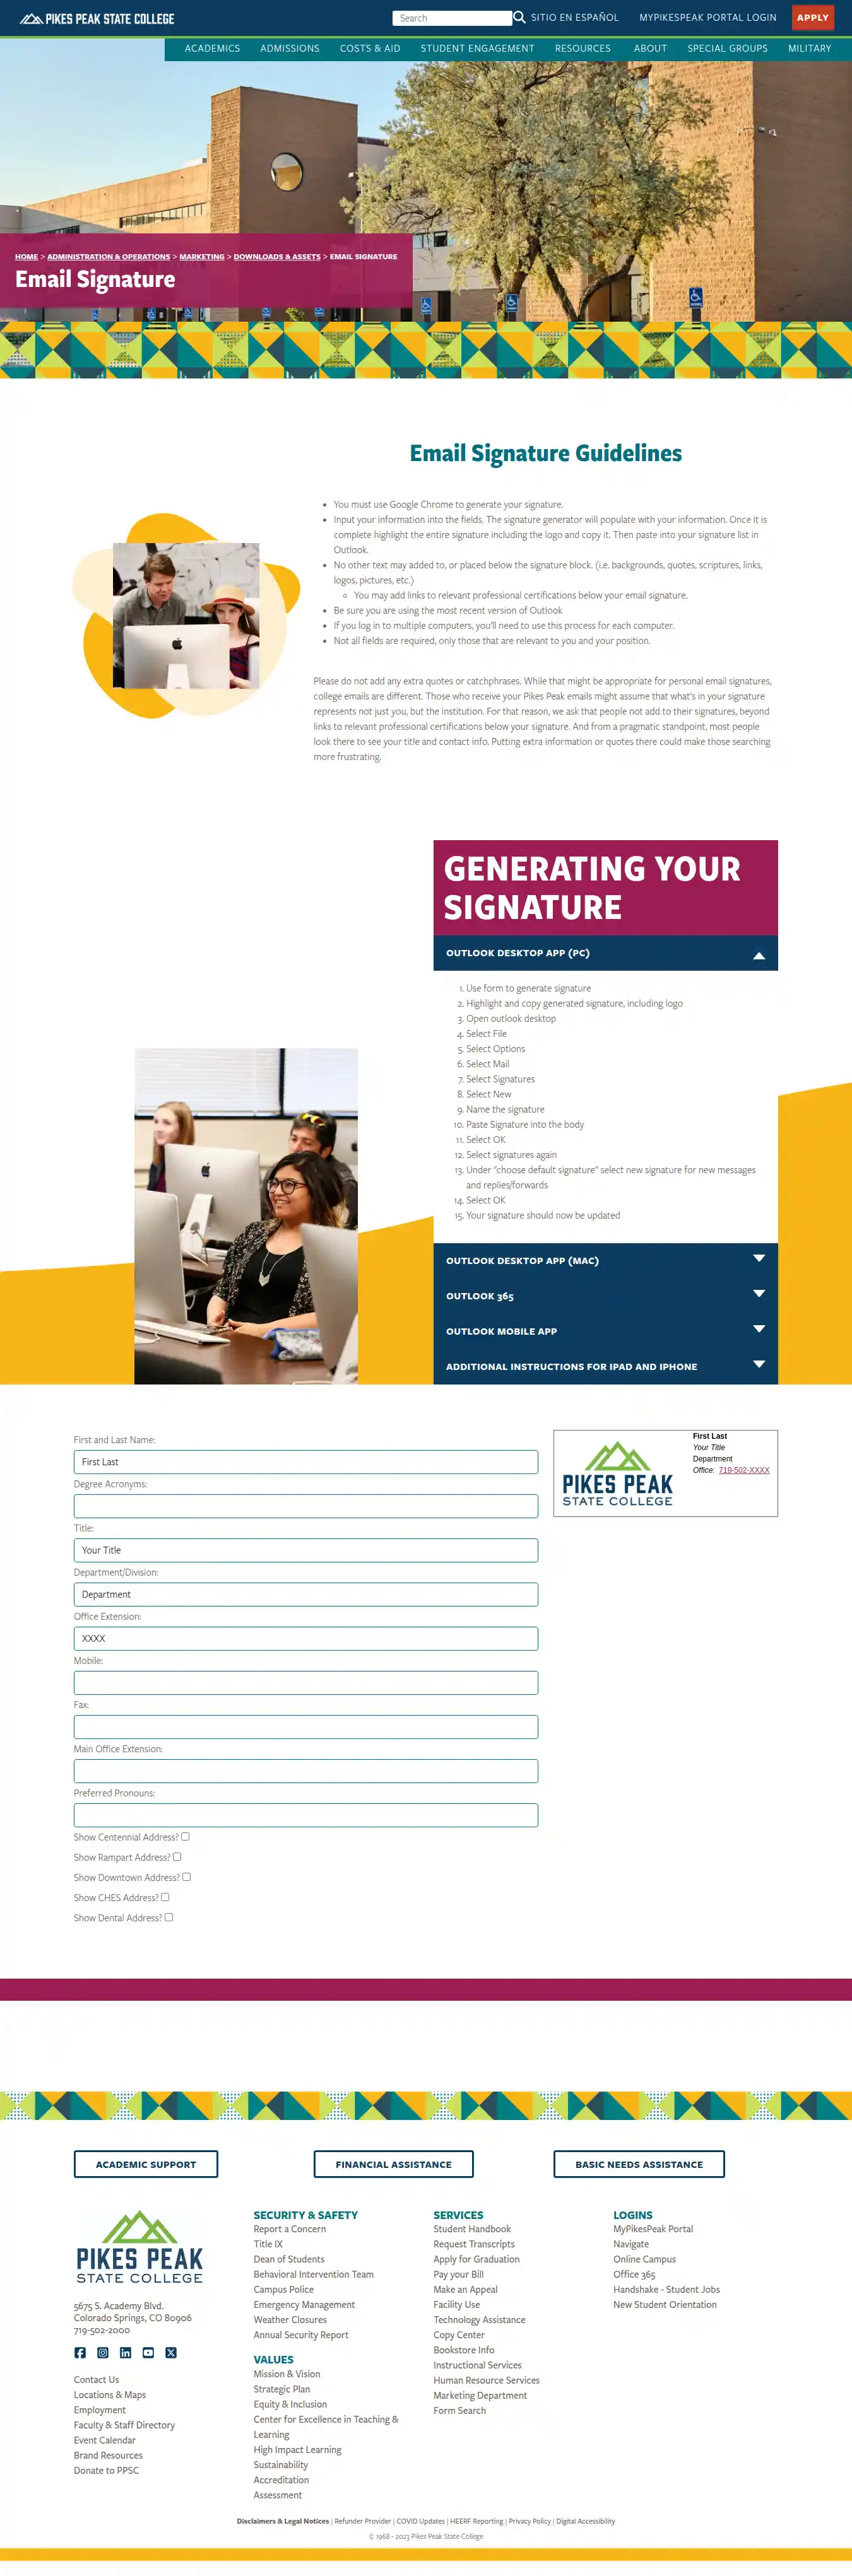 PIKES PEAK STATE COLLEGE
Search
SITIO EN ESPAÑOL
MYPIKESPEAK PORTAL LOGIN
APPLY
ACADEMICS
ADMISSIONS
COSTS & AID
STUDENT ENGAGEMENT
RESOURCES
ABOUT
SPECIAL GROUPS
MILITARY
HOME > ADMINISTRATION & OPERATIONS > MARKETING > DOWNLOADS & ASSETS > EMAIL SIGNATURE
Email Signature
Email Signature Guidelines
• You must use Google Chrome to generate your signature.
• Input your information into the fields. The signature generator will populate with your information. Once it is
complete highlight the entire signature including the logo and copy it. Then paste into your signature list in
Outlook.
• No other text may added to, or placed below the signature block. (i.e. backgrounds, quotes, scriptures, links,
logos, pictures, etc.)
◦ You may add links to relevant professional certifications below your email signature.
• Be sure you are using the most recent version of Outlook
• If you log in to multiple computers, you'll need to use this process for each computer.
• Not all fields are required, only those that are relevant to you and your position.
Please do not add any extra quotes or catchphrases. While that might be appropriate for personal email signatures,
college emails are different. Those who receive your Pikes Peak emails might assume that what's in your signature
represents not just you, but the institution. For that reason, we ask that people not add to their signatures, beyond
links to relevant professional certifications below your signature. And from a pragmatic standpoint, most people
look there to see your title and contact info. Putting extra information or quotes there could make those searching
more frustrating.
GENERATING YOUR
SIGNATURE
OUTLOOK DESKTOP APP (PC)
1. Use form to generate signature
2. Highlight and copy generated signature, including logo
3. Open outlook desktop
4. Select File
5. Select Options
6. Select Mail
7. Select Signatures
8. Select New
9. Name the signature
10. Paste Signature into the body
11. Select OK
12. Select signatures again
13. Under "choose default signature" select new signature for new messages
and replies/forwards
14. Select OK
15. Your signature should now be updated
OUTLOOK DESKTOP APP (MAC)
OUTLOOK 365
OUTLOOK MOBILE APP
ADDITIONAL INSTRUCTIONS FOR IPAD AND IPHONE
First and Last Name:
First Last
Degree Acronyms:
Title:
Your Title
Department/Division:
Department
Office Extension:
XXXX
Mobile:
Fax:
Main Office Extension:
Preferred Pronouns:
Show Centennial Address?
Show Rampart Address?
Show Downtown Address?
Show CHES Address?
Show Dental Address?
PIKES PEAK
STATE COLLEGE
First Last
Your Title
Department
Office: 719-502-XXXX
ACADEMIC SUPPORT
FINANCIAL ASSISTANCE
BASIC NEEDS ASSISTANCE
PIKES PEAK
STATE COLLEGE
5675 S. Academy Blvd.
Colorado Springs, CO 80906
719-502-2000
Contact Us
Locations & Maps
Employment
Faculty & Staff Directory
Event Calendar
Brand Resources
Donate to PPSC
SECURITY & SAFETY
Report a Concern
Title IX
Dean of Students
Behavioral Intervention Team
Campus Police
Emergency Management
Weather Closures
Annual Security Report
VALUES
Mission & Vision
Strategic Plan
Equity & Inclusion
Center for Excellence in Teaching &
Learning
High Impact Learning
Sustainability
Accreditation
Assessment
SERVICES
Student Handbook
Request Transcripts
Apply for Graduation
Pay your Bill
Make an Appeal
Facility Use
Technology Assistance
Copy Center
Bookstore Info
Instructional Services
Human Resource Services
Marketing Department
Form Search
LOGINS
MyPikesPeak Portal
Navigate
Online Campus
Office 365
Handshake - Student Jobs
New Student Orientation
Disclaimers & Legal Notices | Refunder Provider | COVID Updates | HEERF Reporting | Privacy Policy | Digital Accessibility
© 1968 - 2023 Pikes Peak State College